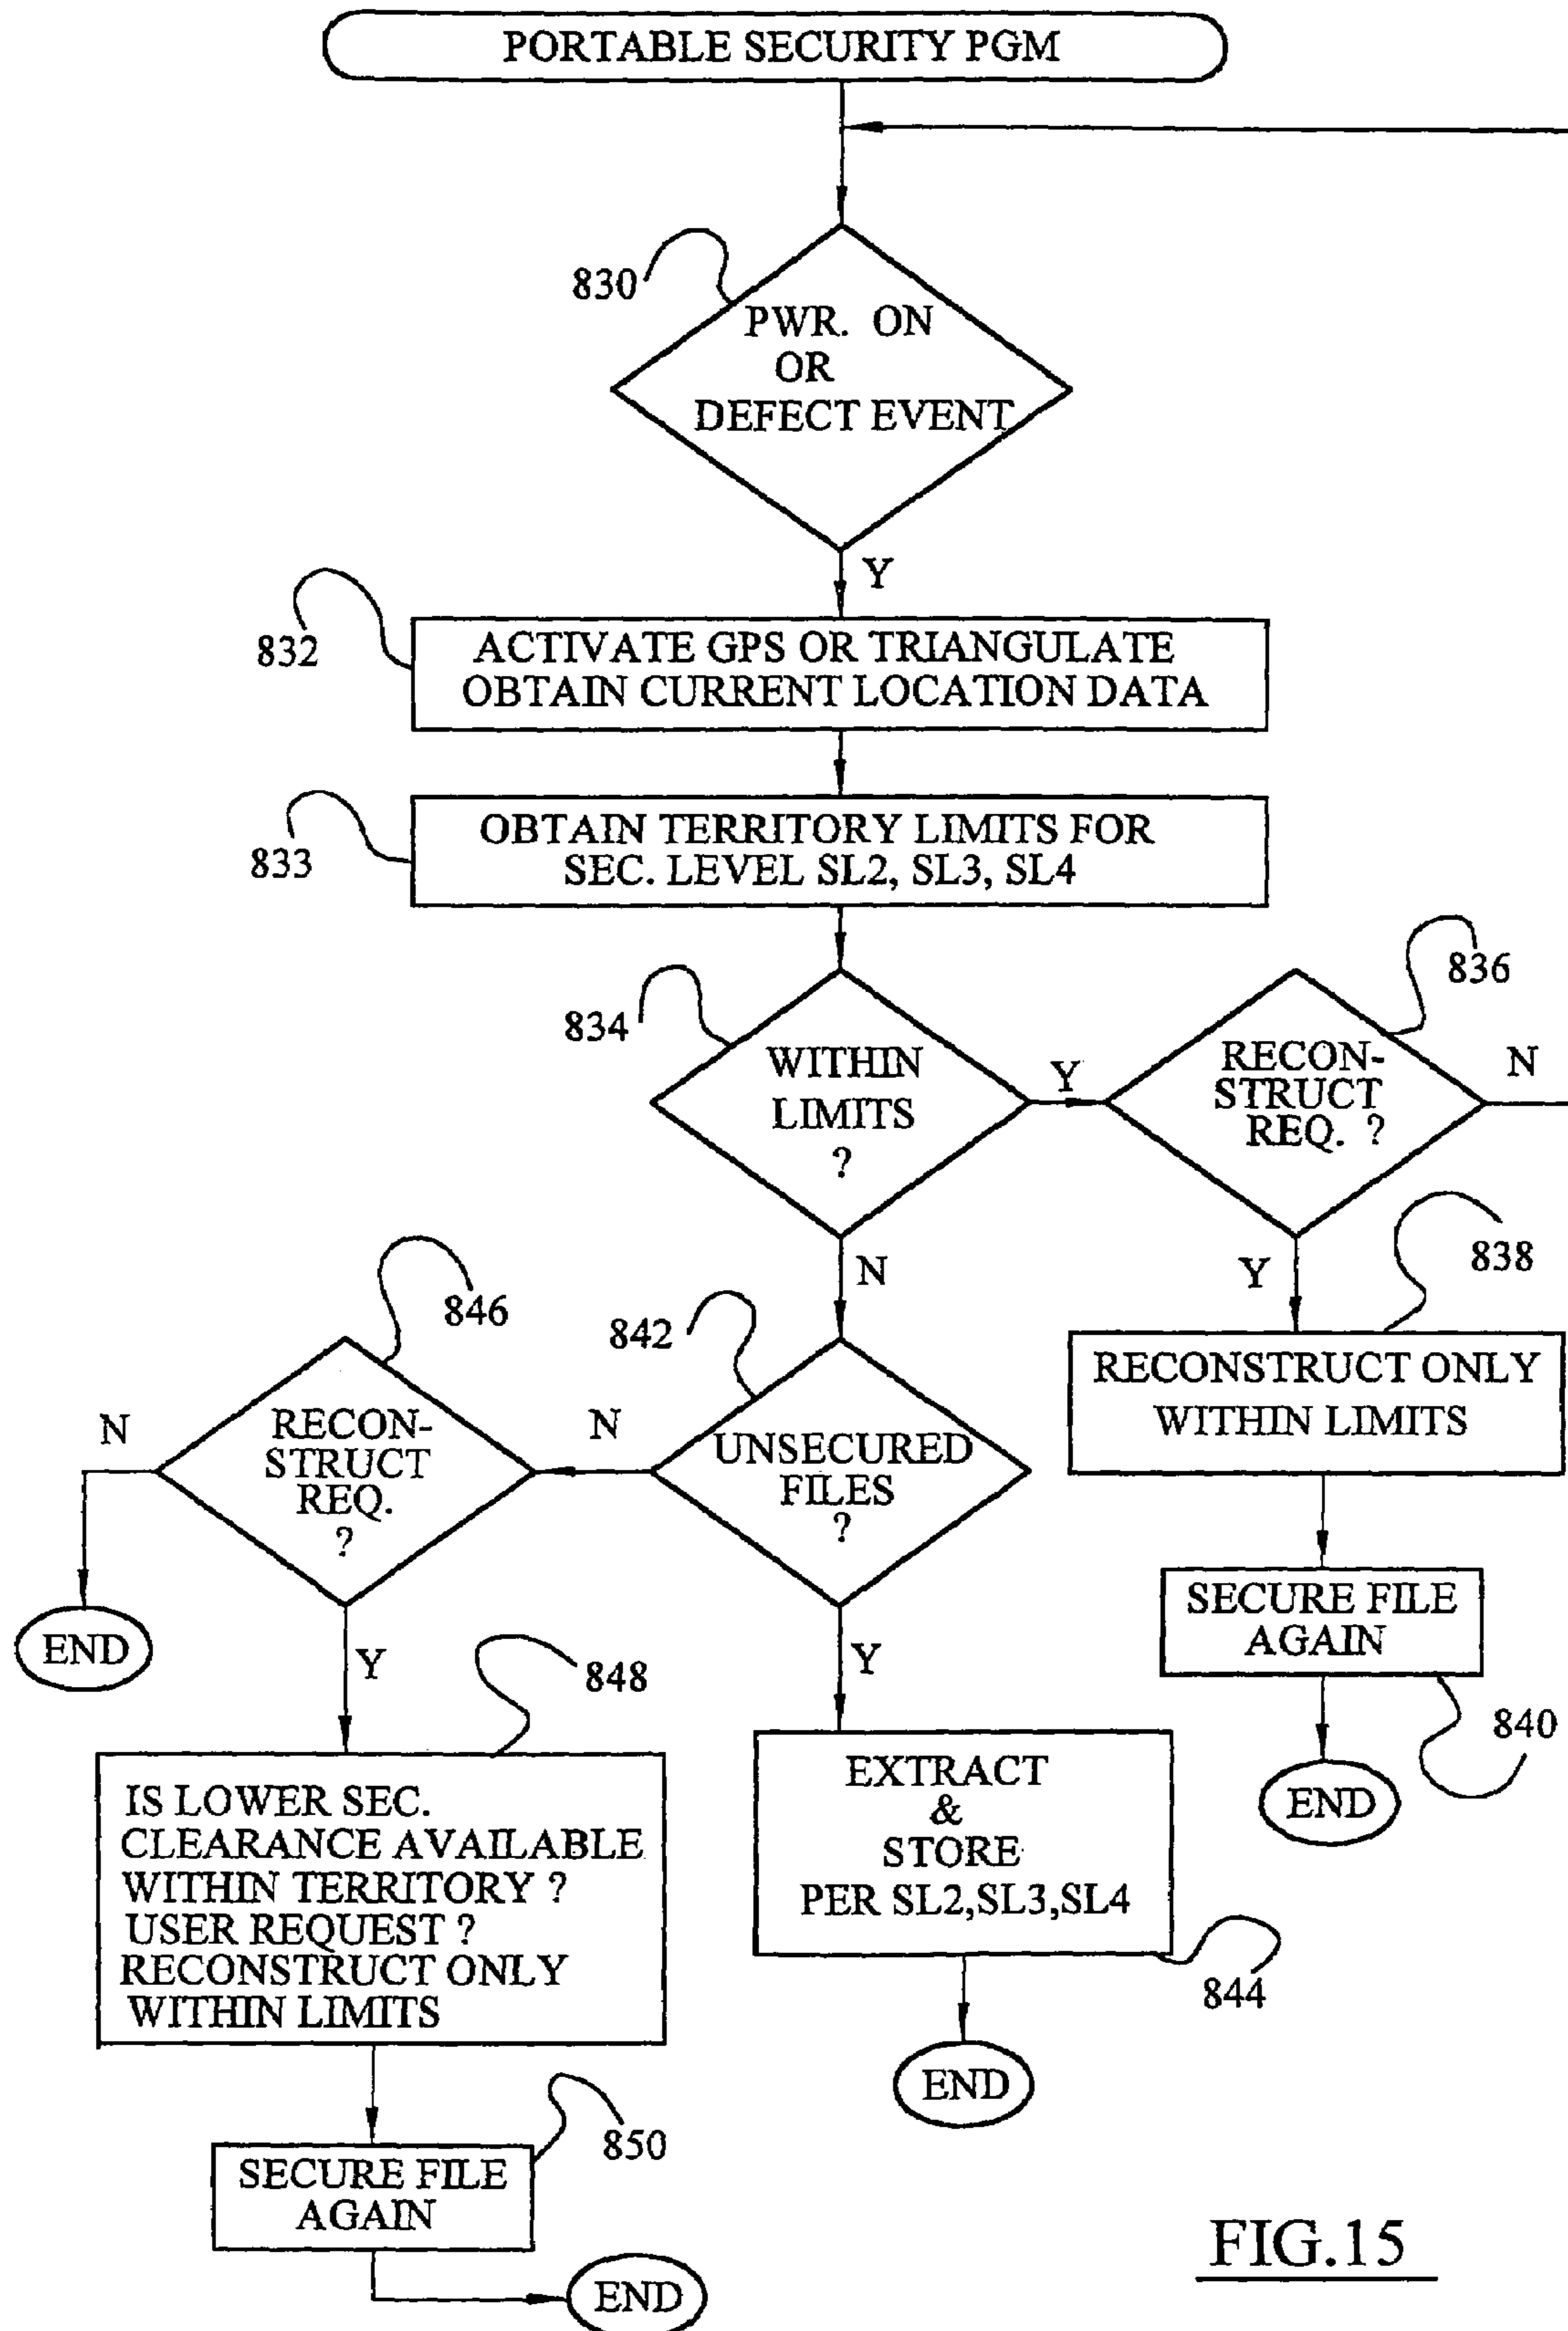 PORTABLE SECURITY PGM
830
PWR. ON
OR
DEFECT EVENT
Y
832
ACTIVATE GPS OR TRIANGULATE
OBTAIN CURRENT LOCATION DATA
833
OBTAIN TERRITORY LIMITS FOR
SEC. LEVEL SL2, SL3, SL4
834
WITHIN
LIMITS
?
Y
836
RECON-
STRUCT
REQ. ?
N
N
Y
838
RECONSTRUCT ONLY
WITHIN LIMITS
SECURE FILE
AGAIN
840
END
842
UNSECURED
FILES
?
N
Y
EXTRACT
&
STORE
PER SL2,SL3,SL4
844
END
846
RECON-
STRUCT
REQ.
?
N
END
Y
848
IS LOWER SEC.
CLEARANCE AVAILABLE
WITHIN TERRITORY ?
USER REQUEST ?
RECONSTRUCT ONLY
WITHIN LIMITS
850
SECURE FILE
AGAIN
END
FIG.15